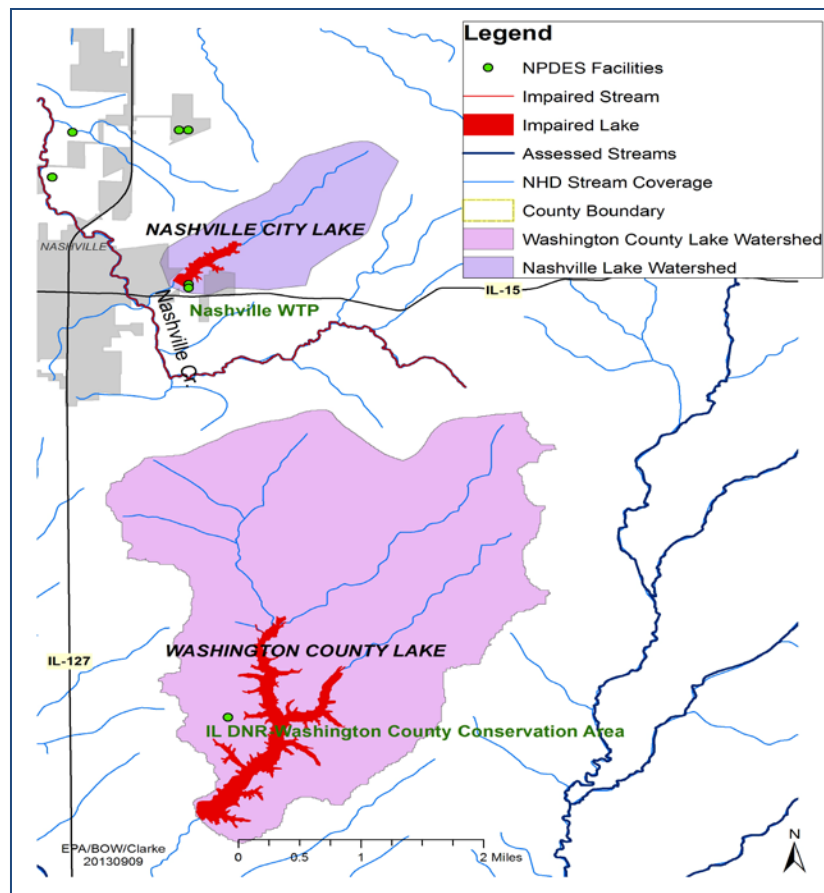 Legend
NPDES Facilities
Impaired Stream
Impaired Lake
Assessed Streams
NHD Stream Coverage
County Boundary
Washington County Lake Watershed
Nashville Lake Watershed
NASHVILLE CITY LAKE
NASHVILLE
IL-15
Nashville WTP
Nashville Cr.
WASHINGTON COUNTY LAKE
IL-127
IL DNR-Washington County Conservation Area
EPA/BOW/Clarke
20130909
0 0.5 1 2 Miles
N